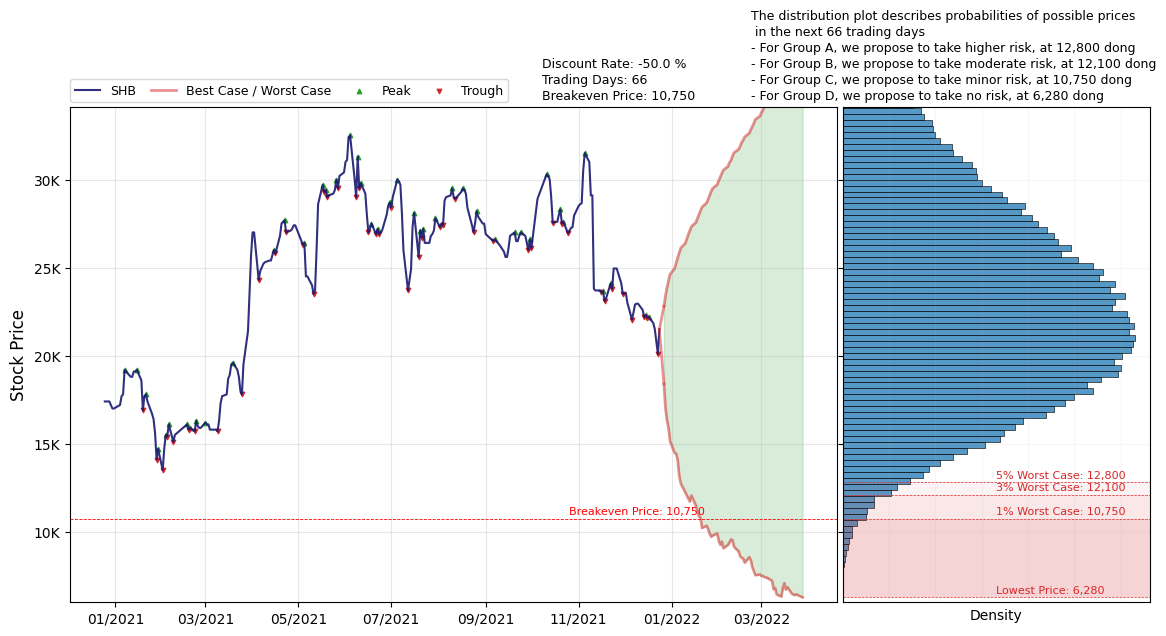 The distribution plot describes probabilities of possible prices
in the next 66 trading days
- For Group A, we propose to take higher risk, at 12,800 dong
- For Group B, we propose to take moderate risk, at 12,100 dong
- For Group C, we propose to take minor risk, at 10,750 dong
- For Group D, we propose to take no risk, at 6,280 dong
Discount Rate: -50.0 %
Trading Days: 66
Breakeven Price: 10,750
SHB
Best Case / Worst Case
Peak
Trough
Stock Price
30K
25K
20K
15K
10K
Breakeven Price: 10,750
01/2021
03/2021
05/2021
07/2021
09/2021
11/2021
01/2022
03/2022
5% Worst Case: 12,800
3% Worst Case: 12,100
1% Worst Case: 10,750
Lowest Price: 6,280
Density